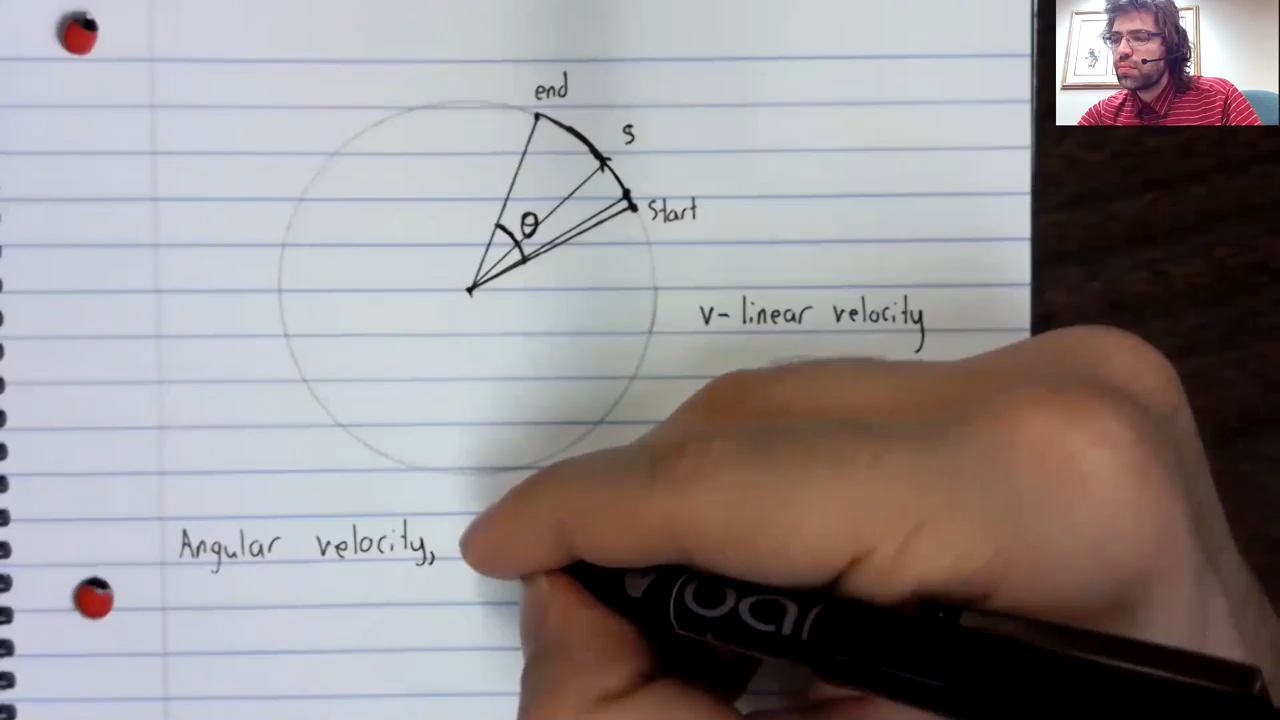 end
s
θ
Start
v- linear velocity
Angular velocity,